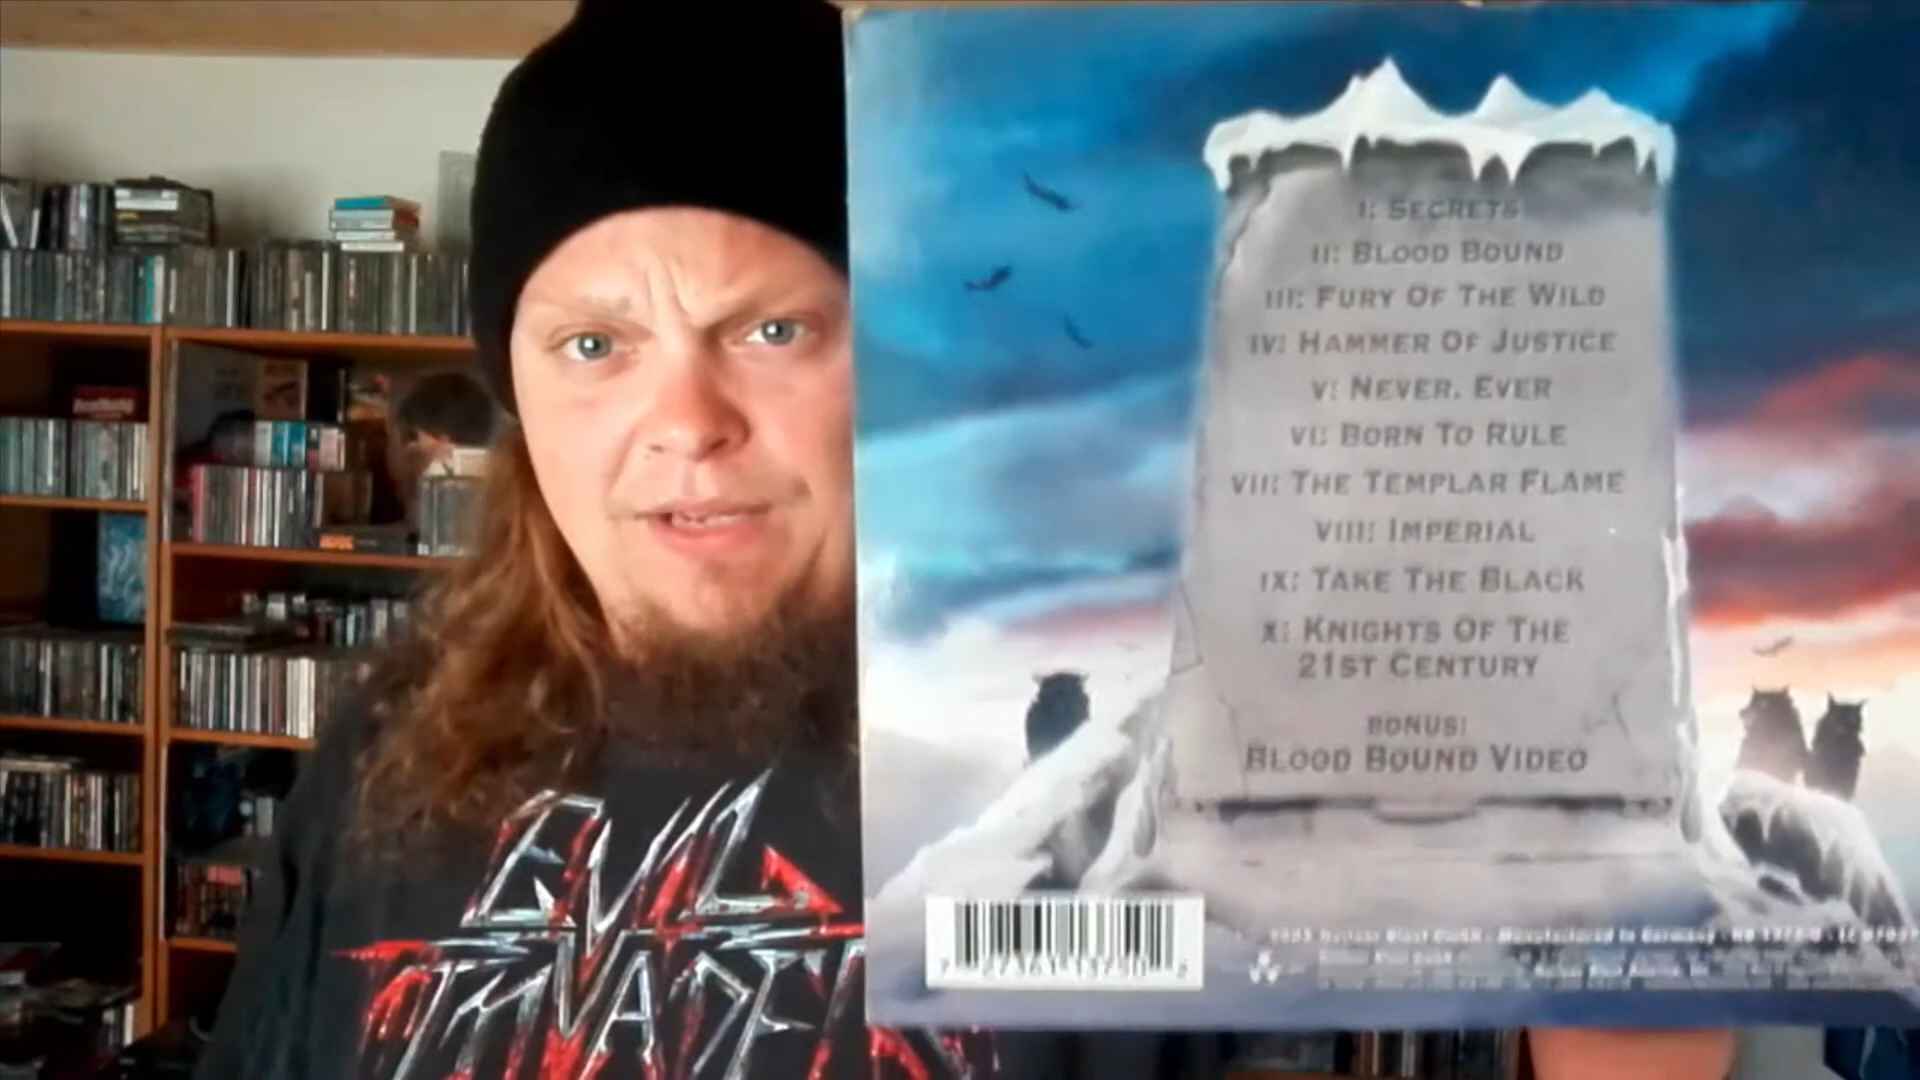 I: SECRETS
II: BLOOD BOUND
III: FURY OF THE WILD
IV: HAMMER OF JUSTICE
V: NEVER, EVER
VI: BORN TO RULE
VII: THE TEMPLAR FLAME
VIII: IMPERIAL
IX: TAKE THE BLACK
X: KNIGHTS OF THE
21ST CENTURY
BONUS:
BLOOD BOUND VIDEO
EVIL
INVADERS